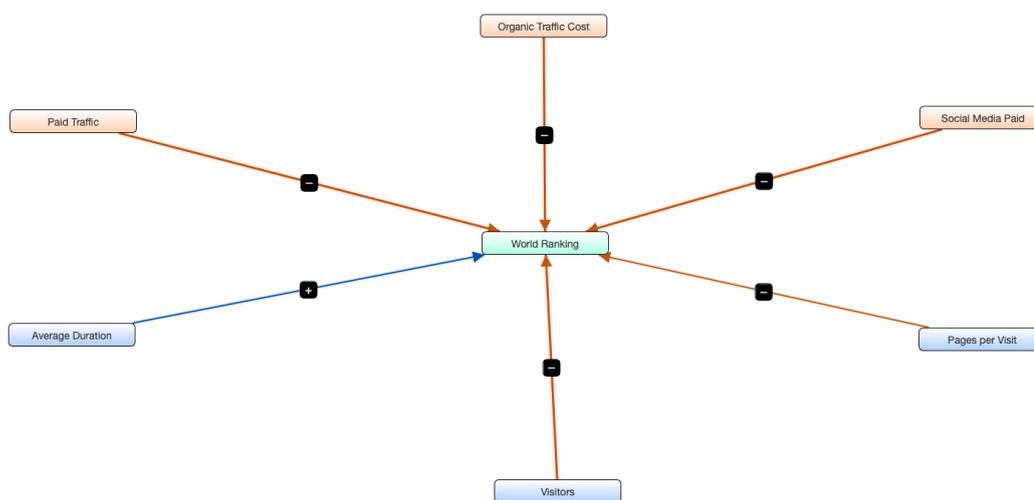 Organic Traffic Cost
Paid Traffic
Social Media Paid
−
−
−
World Ranking
+
−
Average Duration
Pages per Visit
−
Visitors